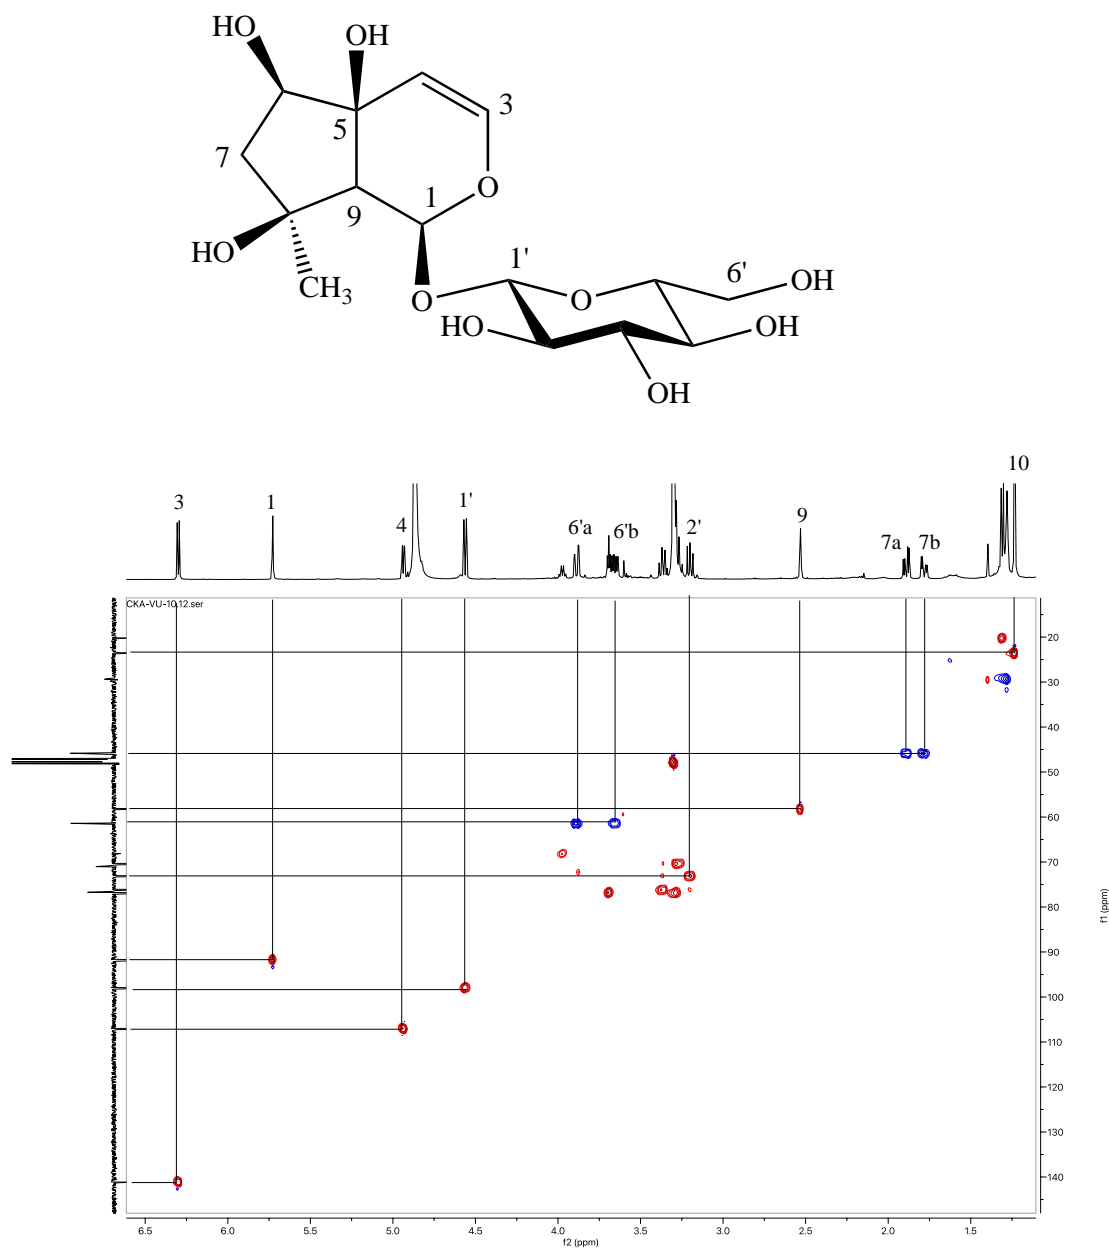 HO
OH
3
5
7
O
1
9
HO
CH3
1'
6'
O
O
OH
HO
OH
OH
10
3
1
4
1'
6'a
6'b
2'
9
7a
7b
CKA-VU-10.12.ser
20
30
40
50
60
70
80
90
100
110
120
130
140
f1 (ppm)
6.5 6.0 5.5 5.0 4.5 4.0 3.5 3.0 2.5 2.0 1.5
f2 (ppm)